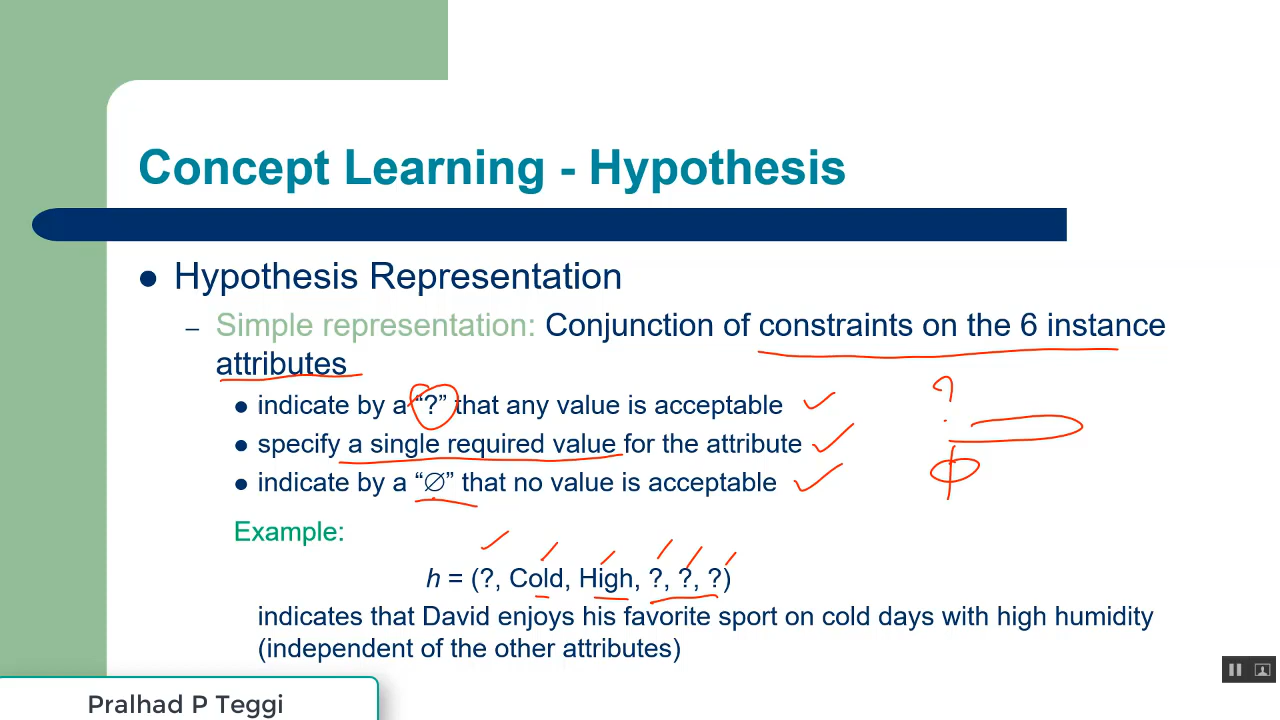 Concept Learning - Hypothesis
● Hypothesis Representation
– Simple representation: Conjunction of constraints on the 6 instance
attributes
● indicate by a “?” that any value is acceptable
● specify a single required value for the attribute
● indicate by a “∅” that no value is acceptable
?
φ
Example:
h = (?, Cold, High, ?, ?, ?)
indicates that David enjoys his favorite sport on cold days with high humidity
(independent of the other attributes)
Pralhad P Teggi